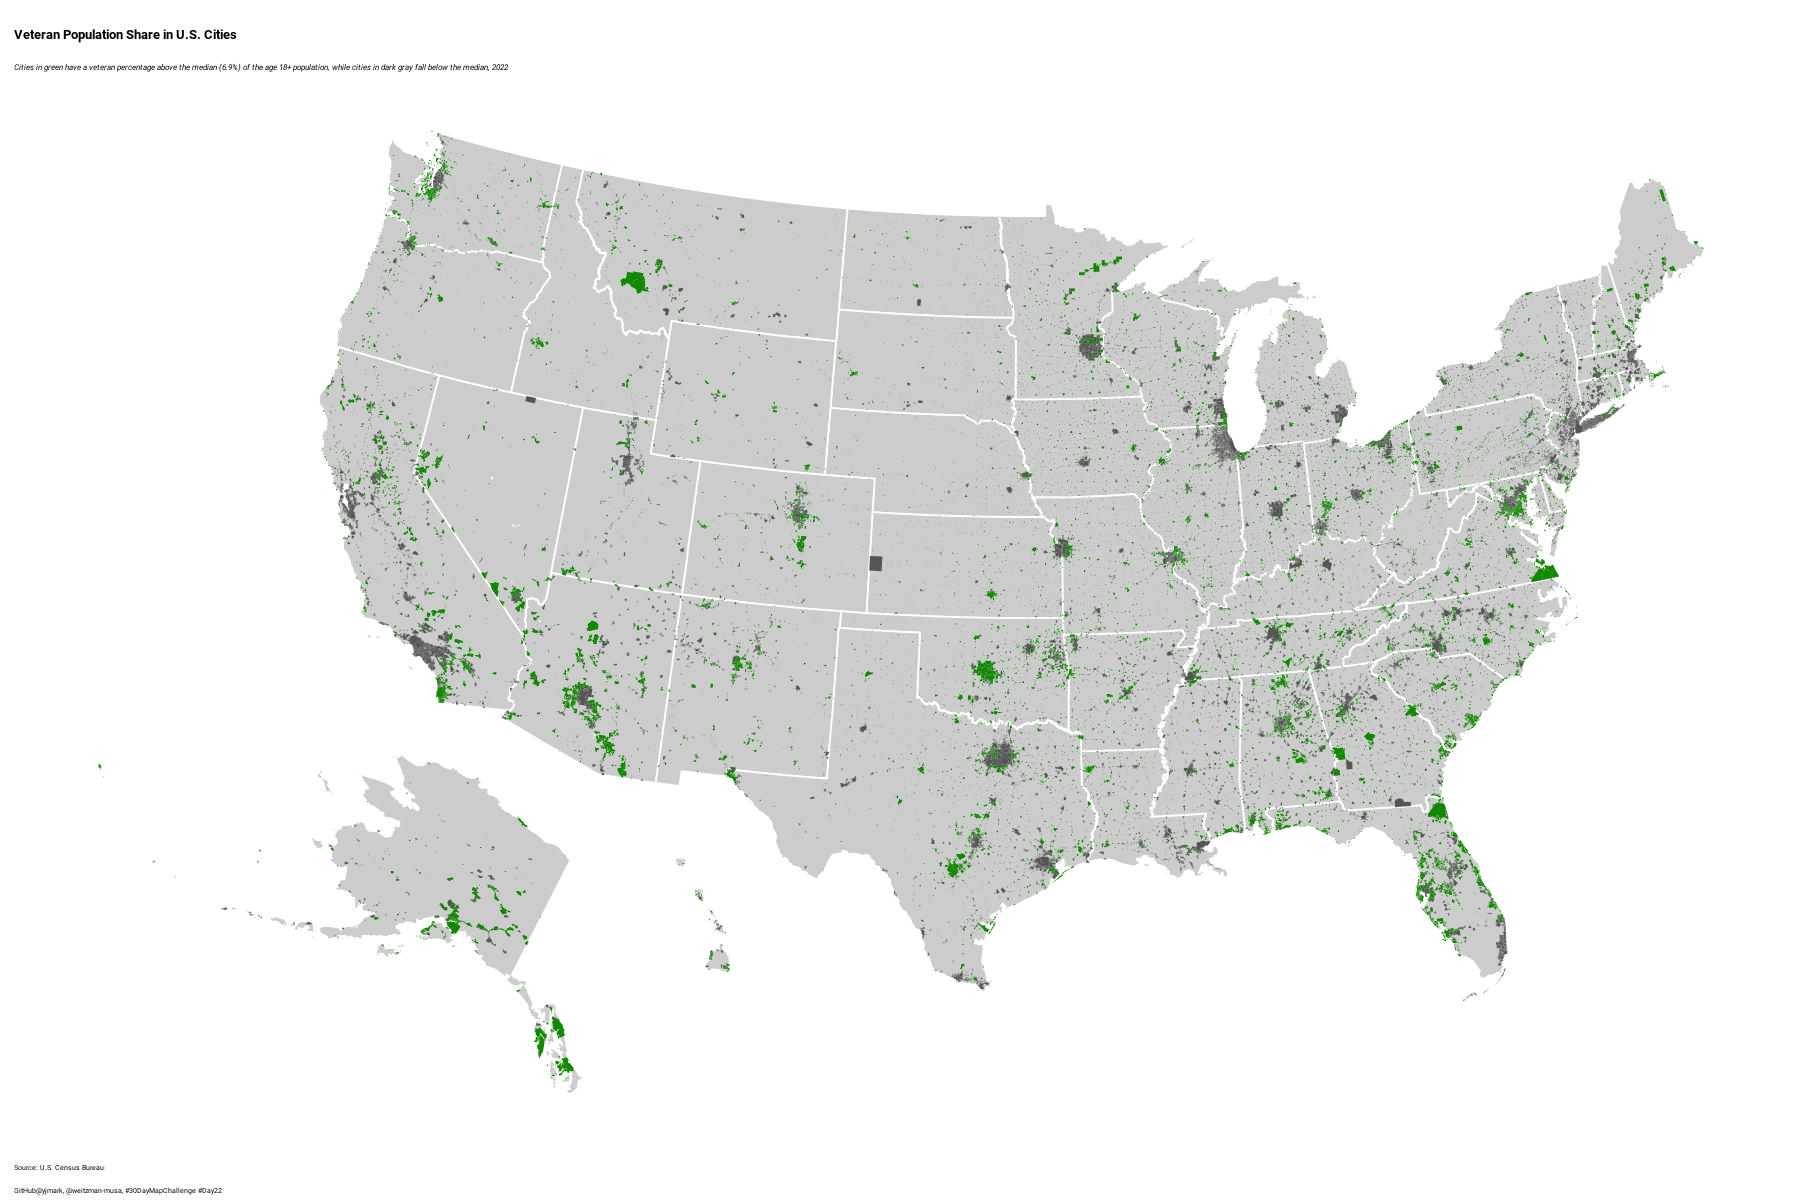 Veteran Population Share in U.S. Cities
Cities in green have a veteran percentage above the median (6.9%) of the age 18+ population, while cities in dark gray fall below the median, 2022
Source: U.S. Census Bureau
GitHub@yjmark, @weitzman-musa, #30DayMapChallenge #Day22